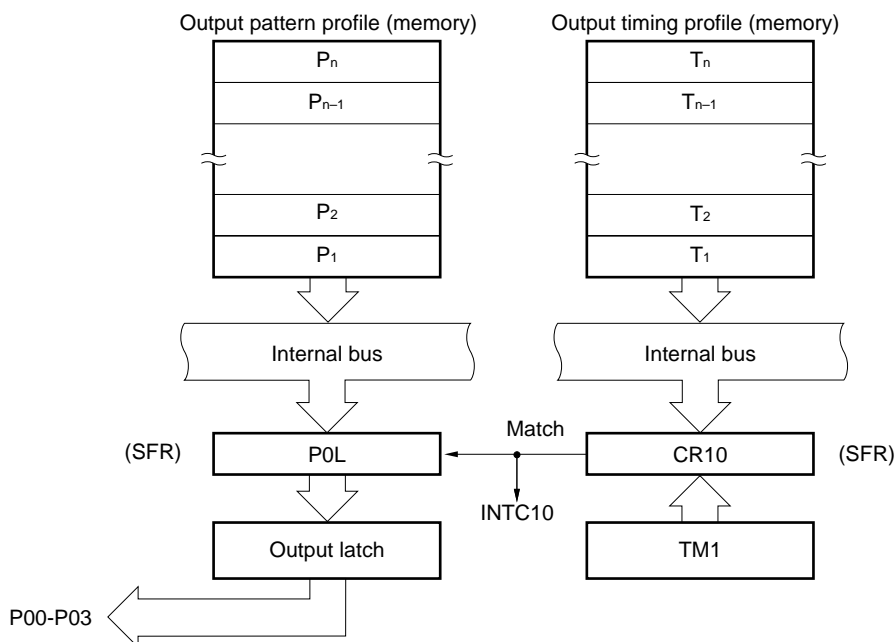 Output pattern profile (memory)
Output timing profile (memory)
Pn
Pn–1
P2
P1
Tn
Tn–1
T2
T1
Internal bus
Internal bus
(SFR)
P0L
Match
CR10
(SFR)
INTC10
Output latch
TM1
P00-P03